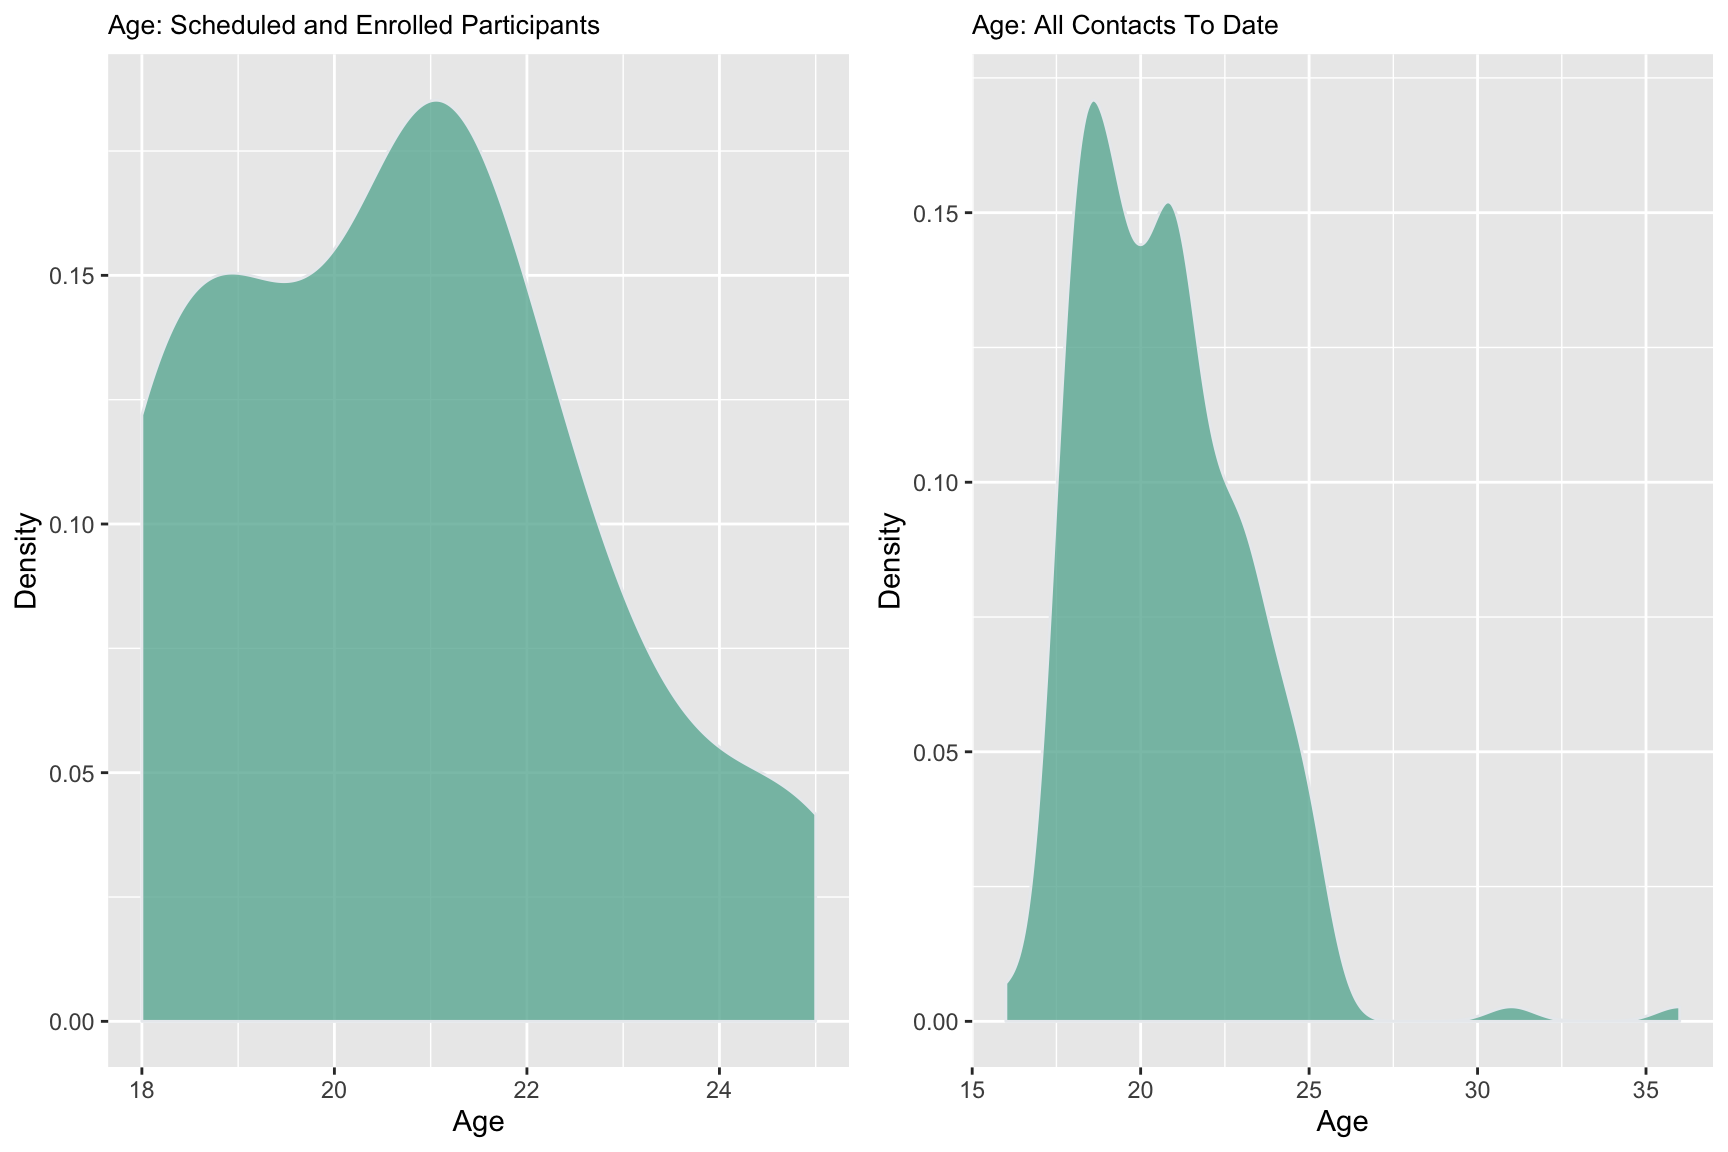 Age: Scheduled and Enrolled Participants
0.15
0.10
0.05
0.00
Density
18 20 22 24
Age
Age: All Contacts To Date
0.15
0.10
0.05
0.00
Density
15 20 25 30 35
Age